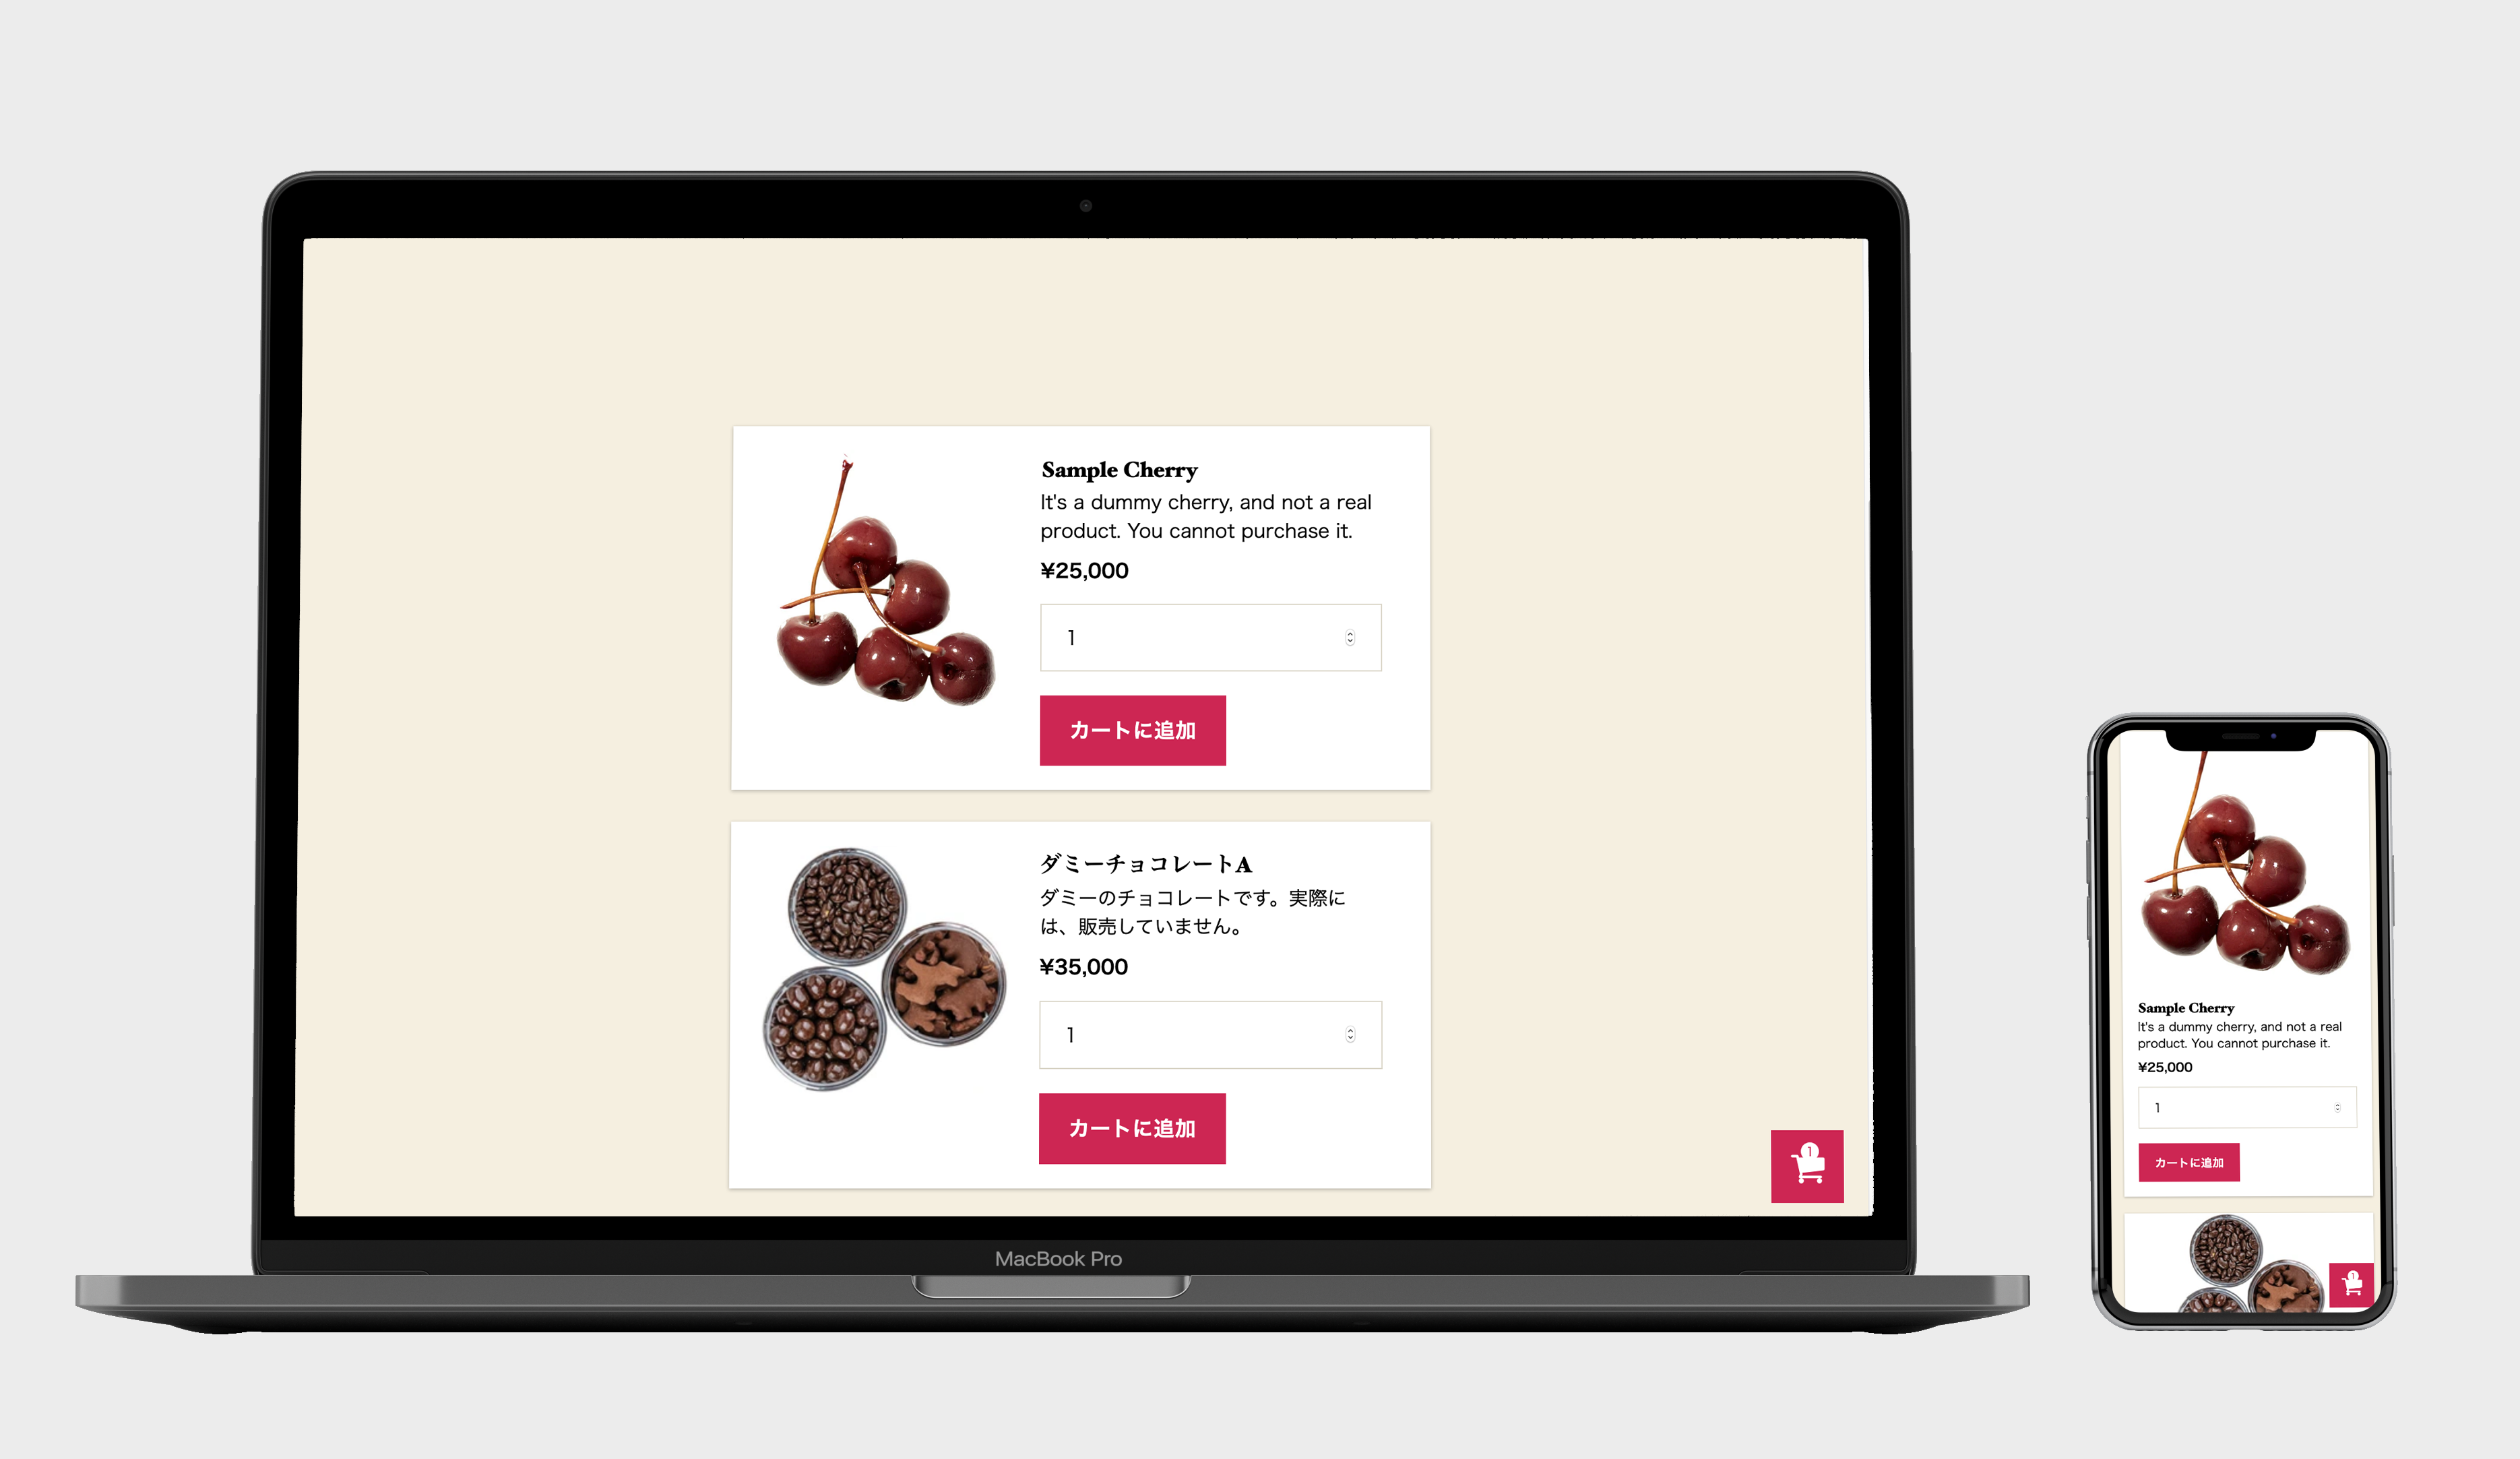 Sample Cherry
It's a dummy cherry, and not a real
product. You cannot purchase it.
¥25,000
1
カートに追加
ダミーチョコレートA
ダミーのチョコレートです。実際に
は、販売していません。
¥35,000
1
カートに追加
1
MacBook Pro
Sample Cherry
It's a dummy cherry, and not a real
product. You cannot purchase it.
¥25,000
1
カートに追加
1